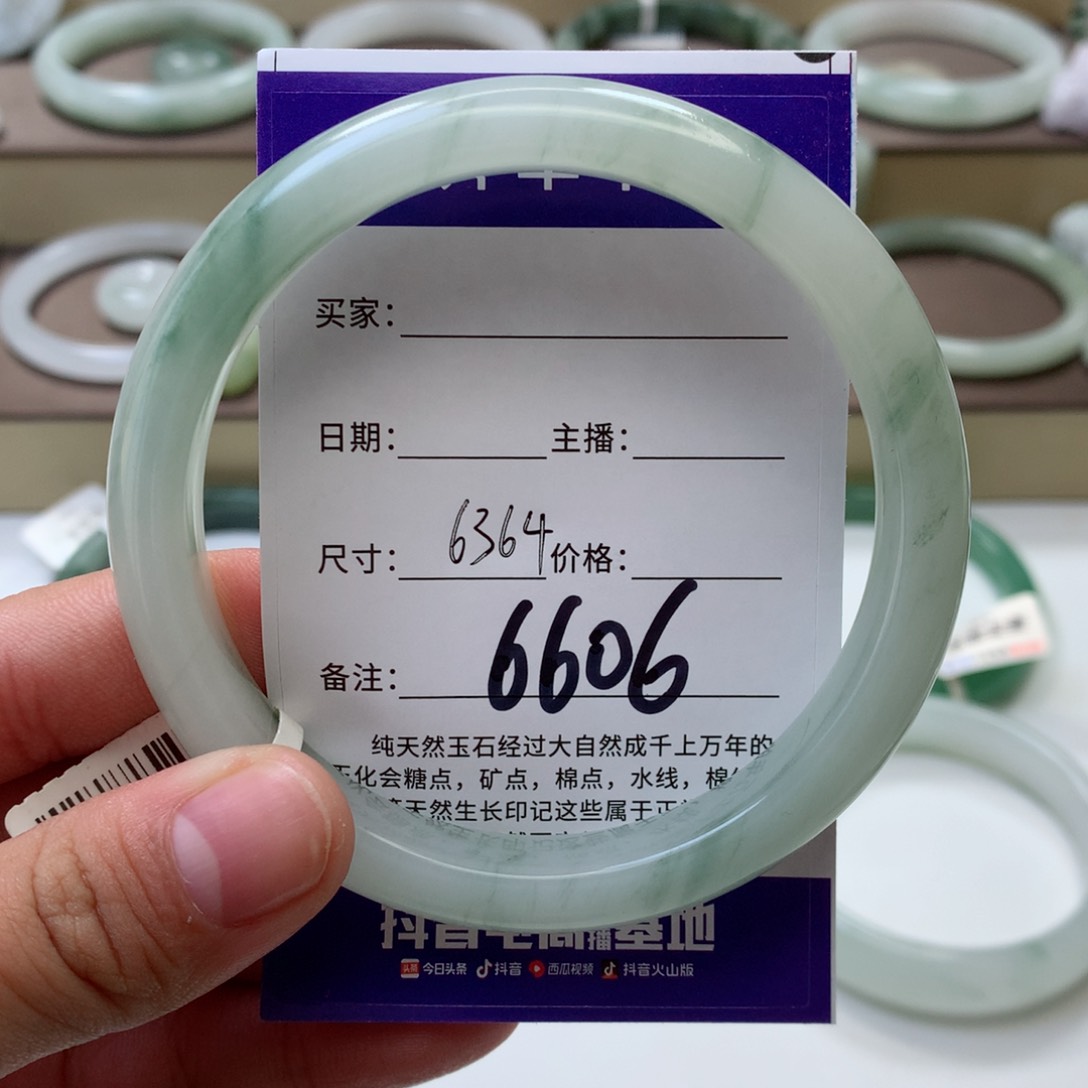 买家：
日期： 主播：
尺寸： 6364 价格：
备注： 6606
纯天然玉石经过大自然成千上万年的
化会糖点，矿点，棉点，水线，棉
天然生长印记这些属于正
抖音 播基地
今日头条 抖音 西瓜视频 抖音火山版